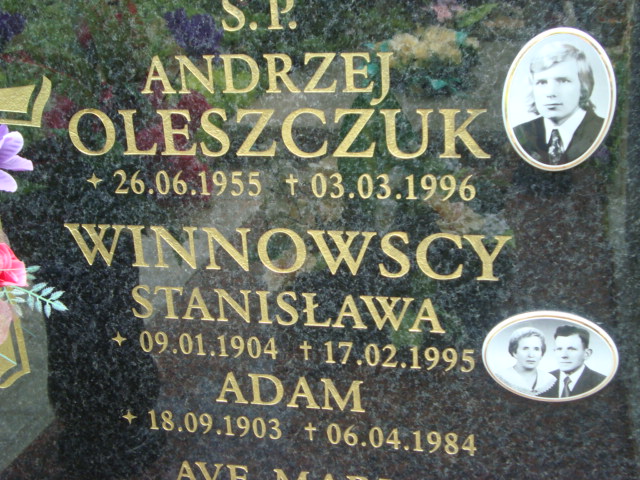 Ś.P.
ANDRZEJ
OLESZCZUK
✦ 26.06.1955 † 03.03.1996
WINNOWSCY
STANISŁAWA
✦ 09.01.1904 † 17.02.1995
ADAM
✦ 18.09.1903 † 06.04.1984
AVE